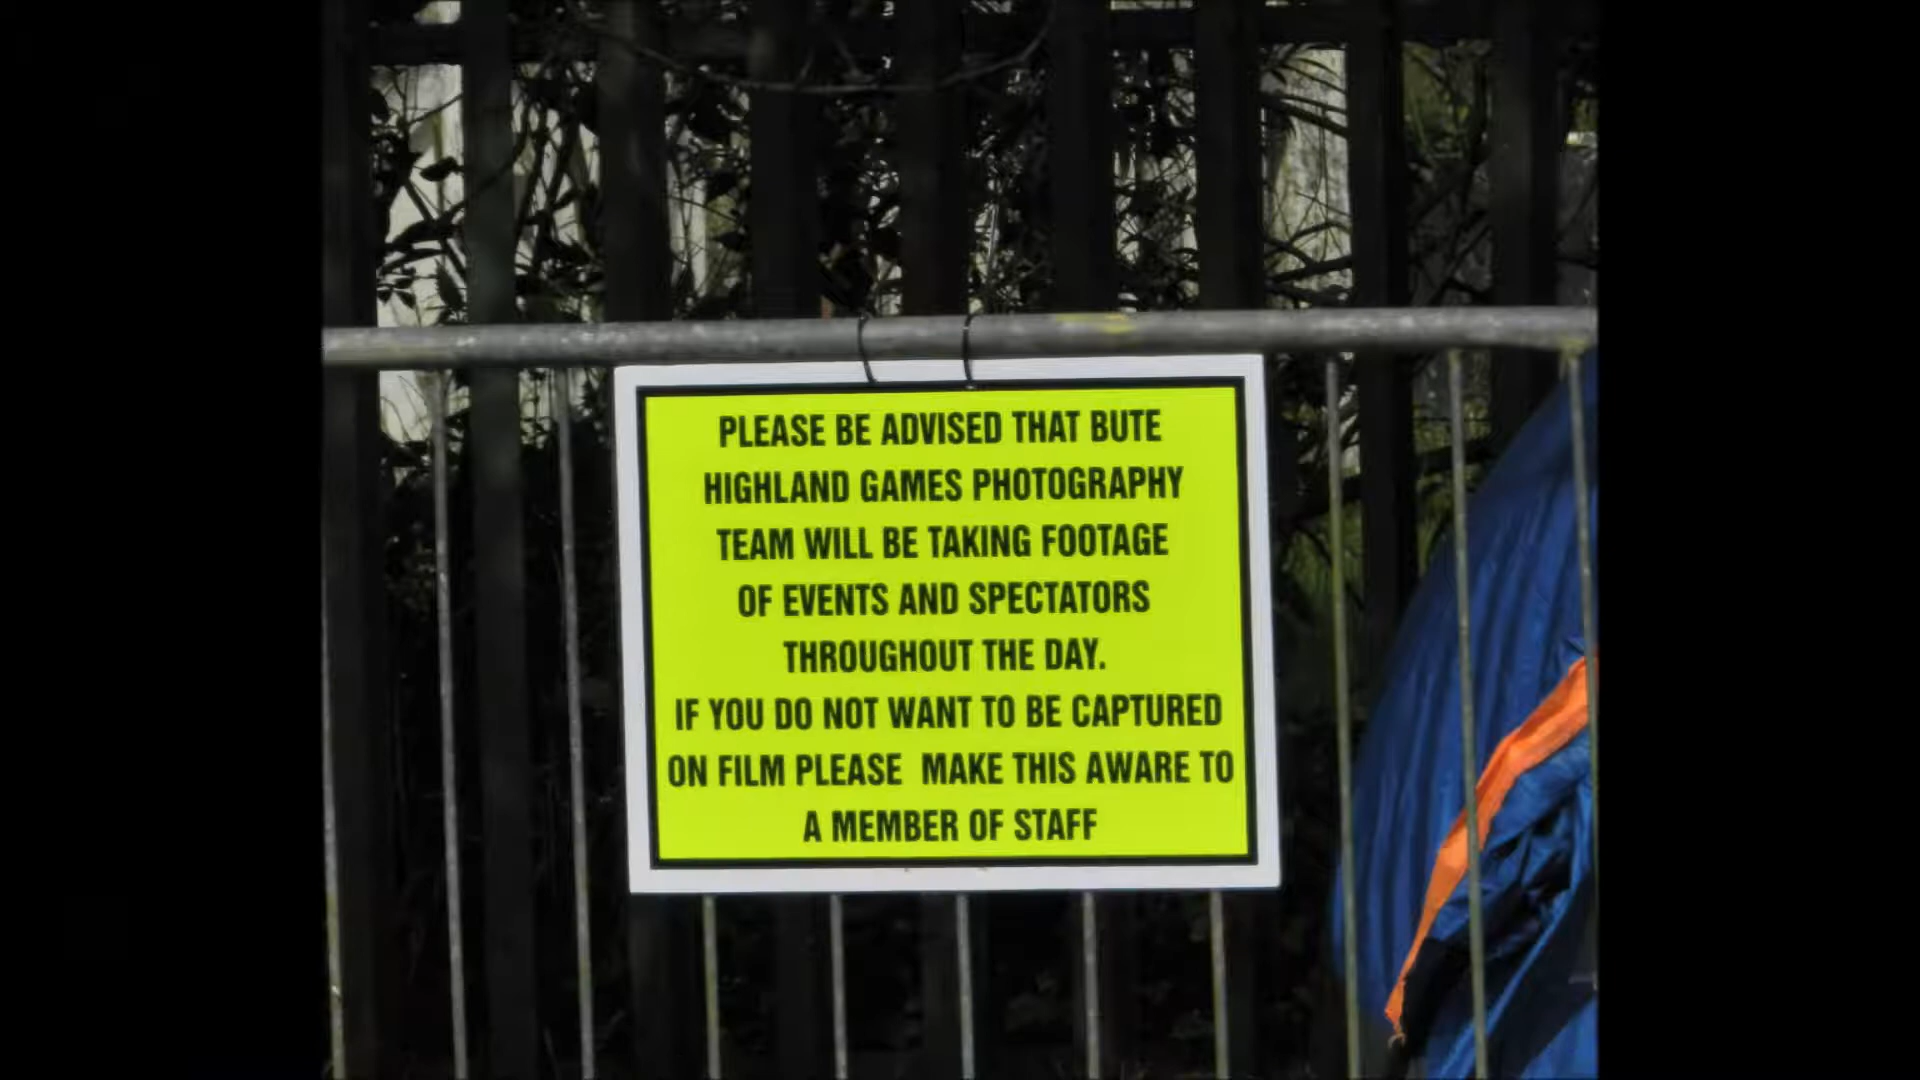 PLEASE BE ADVISED THAT BUTE
HIGHLAND GAMES PHOTOGRAPHY
TEAM WILL BE TAKING FOOTAGE
OF EVENTS AND SPECTATORS
THROUGHOUT THE DAY.
IF YOU DO NOT WANT TO BE CAPTURED
ON FILM PLEASE  MAKE THIS AWARE TO
A MEMBER OF STAFF